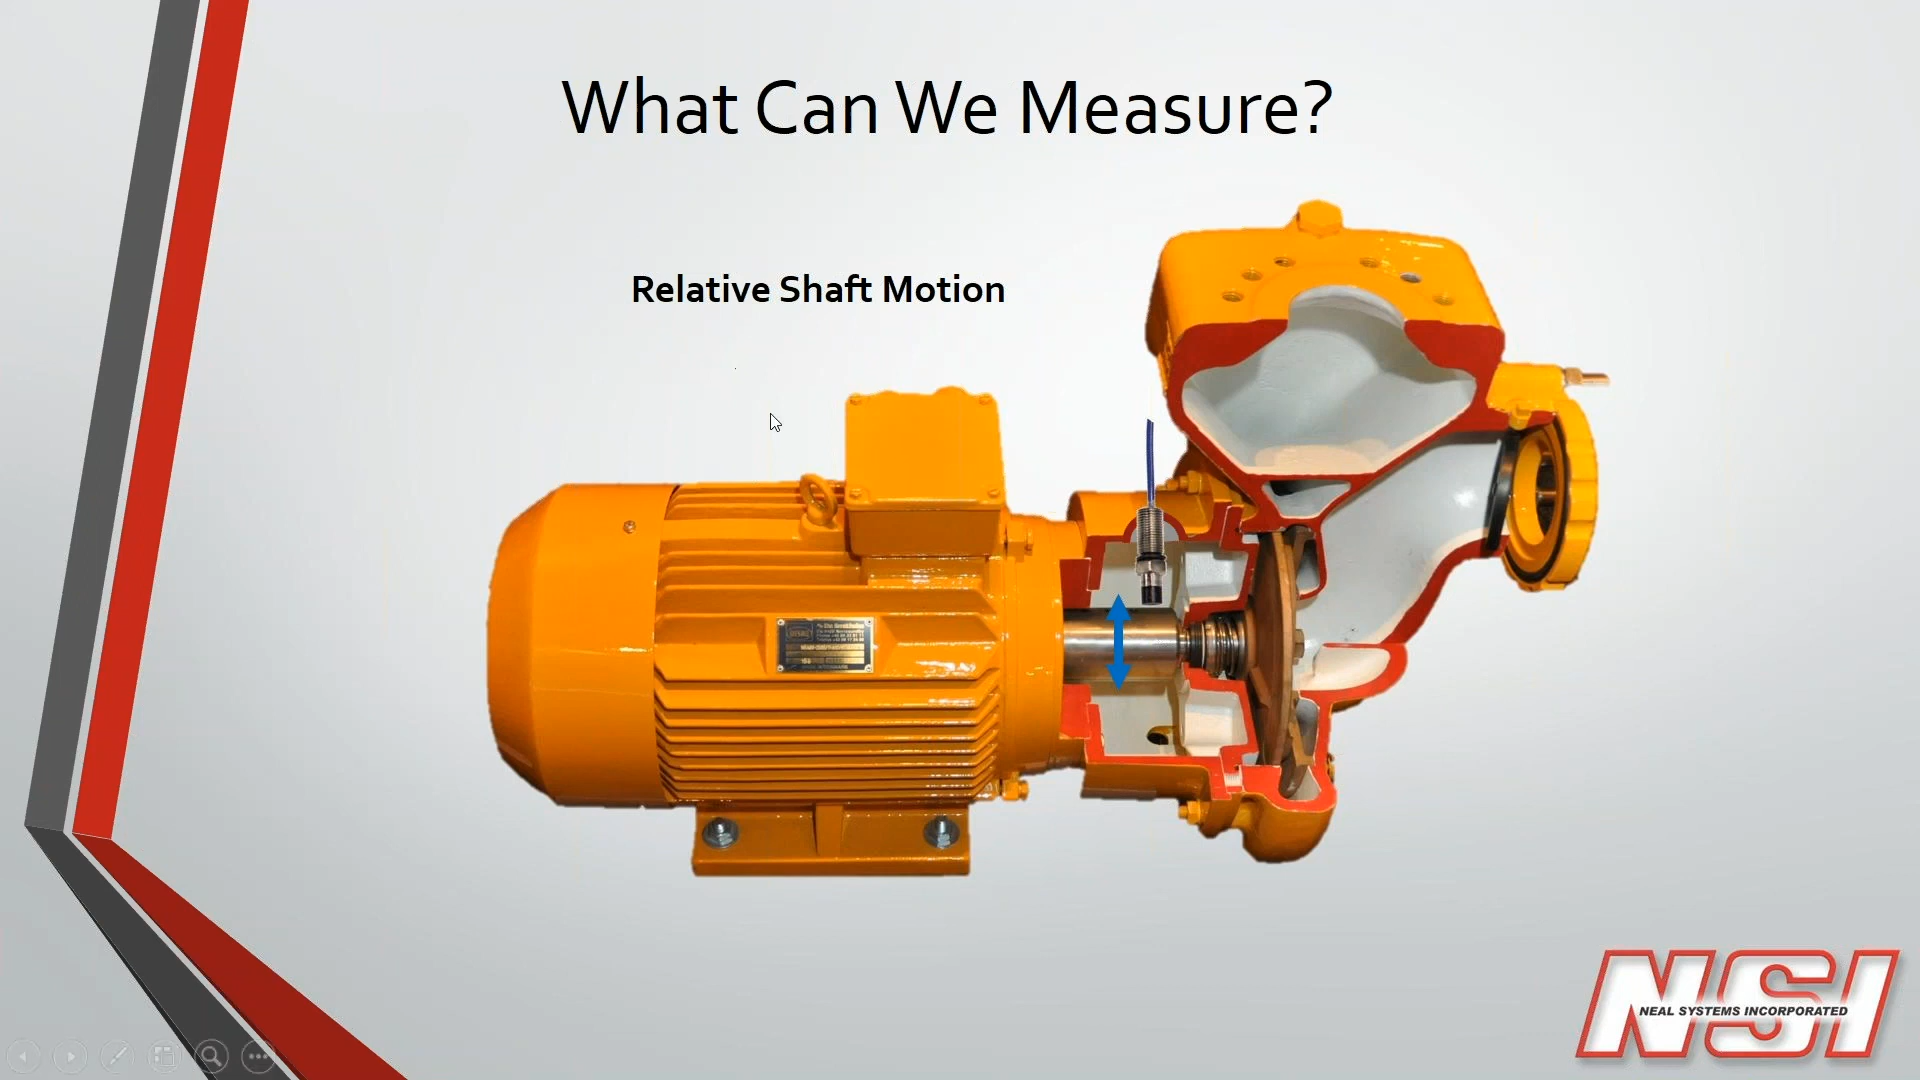 What Can We Measure?
Relative Shaft Motion
NSI
NEAL SYSTEMS INCORPORATED